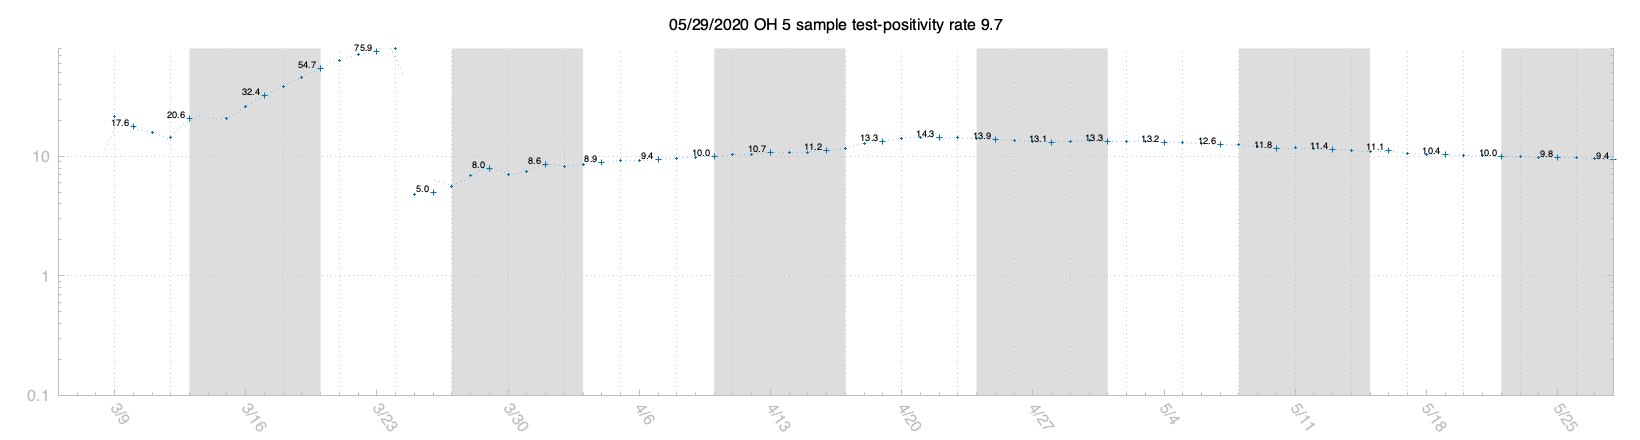 05/29/2020 OH 5 sample test-positivity rate 9.7
17.6 20.6 32.4 54.7 75.9 5.0 8.0 8.6 8.9 9.4 10.0 10.7 11.2 13.3 14.3 13.9 13.1 13.3 13.2 12.6 11.8 11.4 11.1 10.4 10.0 9.8 9.4
10
1
0.1
3/9 3/16 3/23 3/30 4/6 4/13 4/20 4/27 5/4 5/11 5/18 5/25